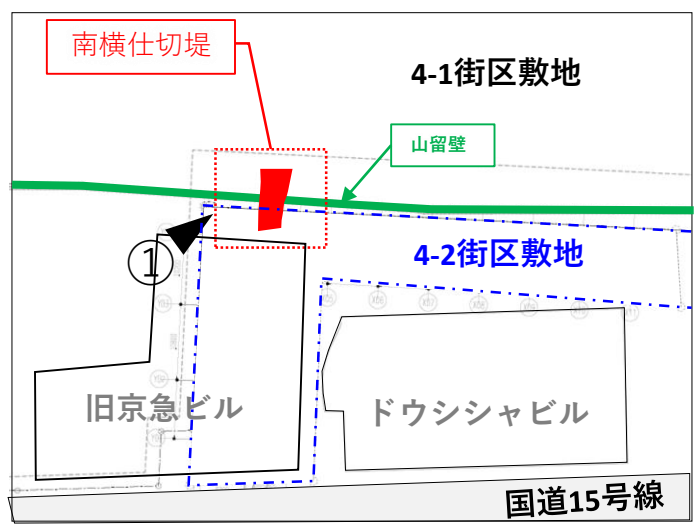 南横仕切堤
4-1街区敷地
山留壁
①
4-2街区敷地
旧京急ビル
ドウシシャビル
国道15号線